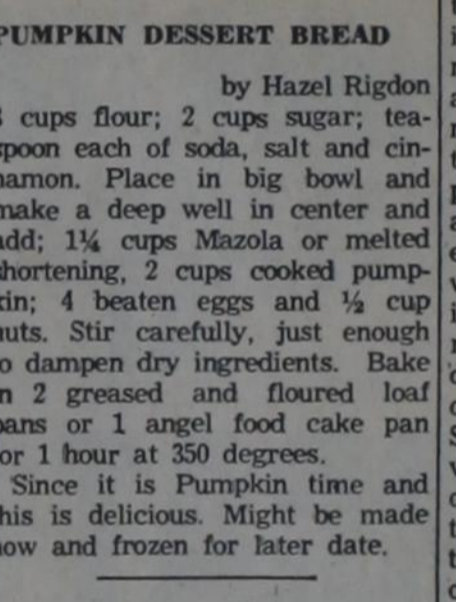 PUMPKIN DESSERT BREAD
by Hazel Rigdon
cups flour; 2 cups sugar; tea-
spoon each of soda, salt and cin-
namon. Place in big bowl and
make a deep well in center and
add; 1¼ cups Mazola or melted
shortening, 2 cups cooked pump-
kin; 4 beaten eggs and ½ cup
nuts. Stir carefully, just enough
to dampen dry ingredients. Bake
in 2 greased and floured loaf
pans or 1 angel food cake pan
for 1 hour at 350 degrees.
Since it is Pumpkin time and
this is delicious. Might be made
now and frozen for later date.